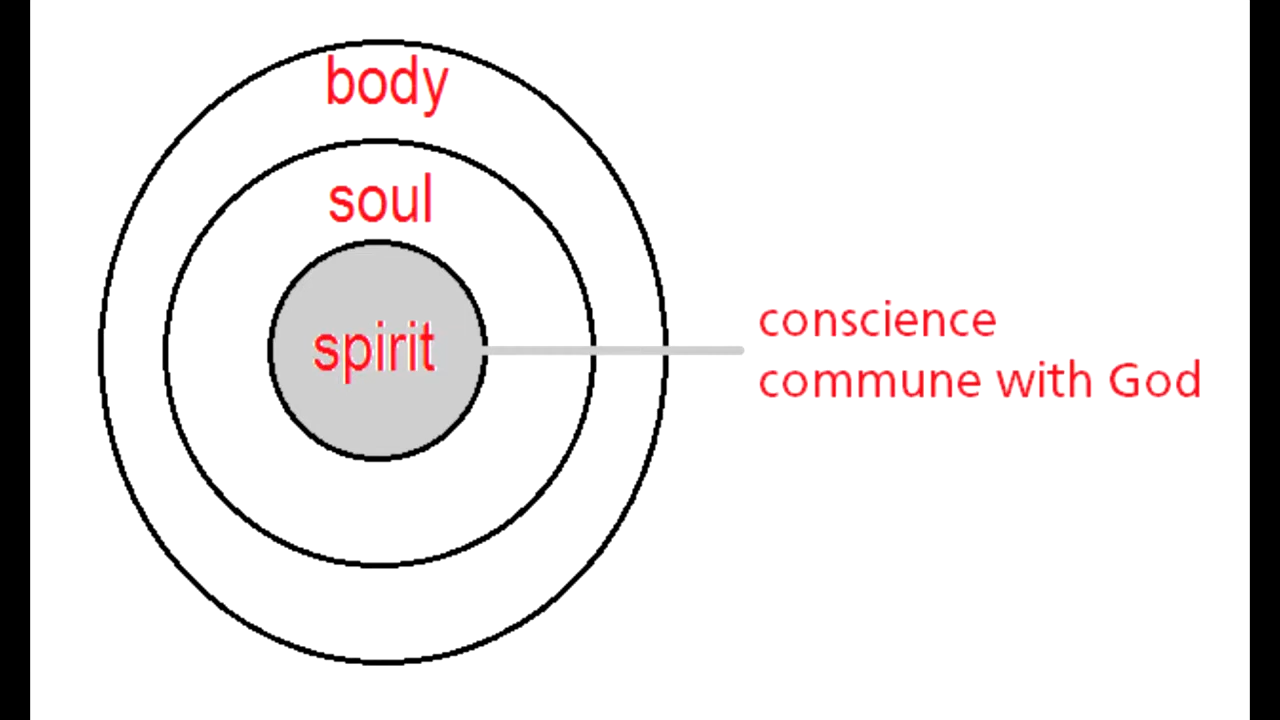 body
soul
spirit
conscience
commune with God